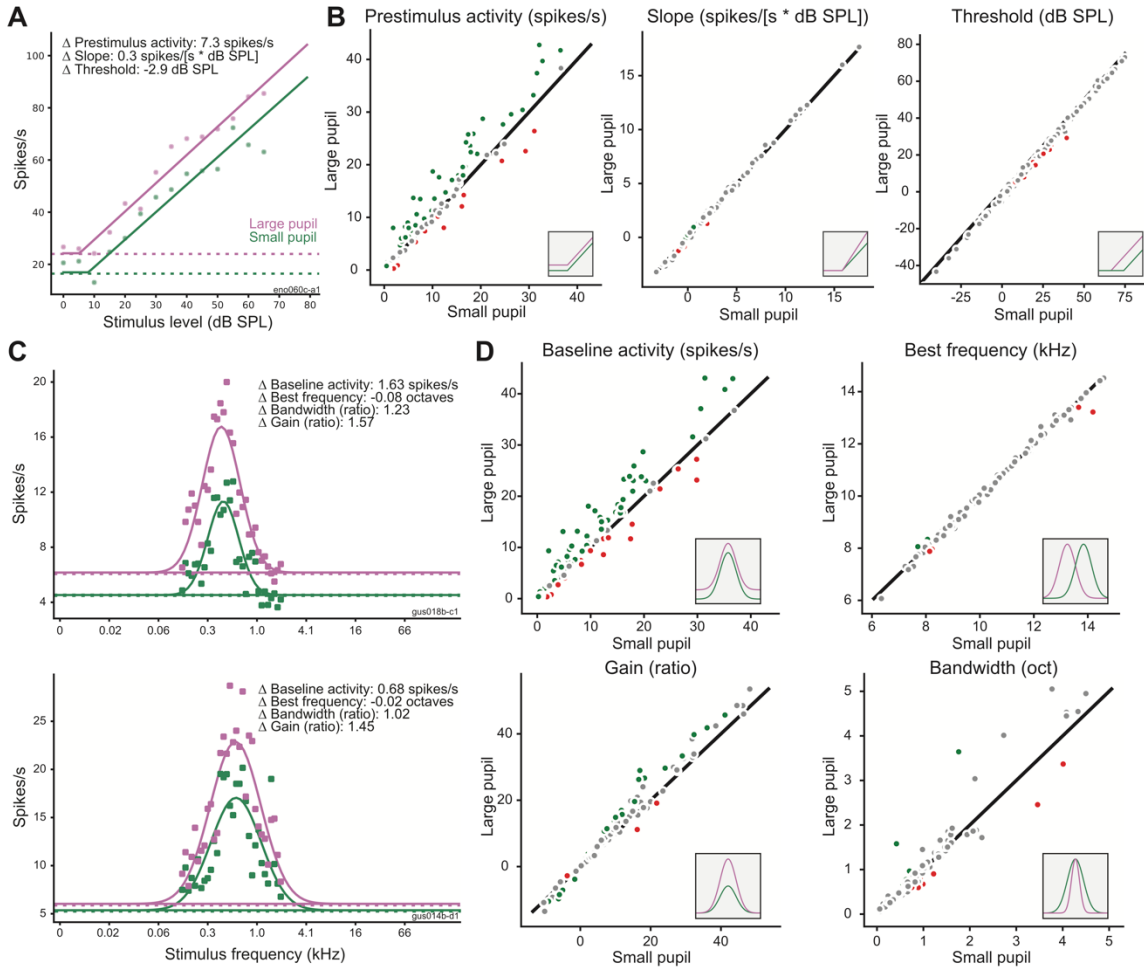 A
Δ Prestimulus activity: 7.3 spikes/s
Δ Slope: 0.3 spikes/[s * dB SPL]
Δ Threshold: -2.9 dB SPL
100
80
60
40
20
Spikes/s
Large pupil
Small pupil
eno060c-a1
0 10 20 30 40 50 60 70 80
Stimulus level (dB SPL)
B
Prestimulus activity (spikes/s)
40
30
20
10
0
Large pupil
0 10 20 30 40
Small pupil
Slope (spikes/[s * dB SPL])
15
10
5
0
Large pupil
0 5 10 15
Small pupil
Threshold (dB SPL)
80
60
40
20
0
-20
-40
Large pupil
-25 0 25 50 75
Small pupil
C
Δ Baseline activity: 1.63 spikes/s
Δ Best frequency: -0.08 octaves
Δ Bandwidth (ratio): 1.23
Δ Gain (ratio): 1.57
20
16
12
8
4
Spikes/s
gus018b-c1
0 0.02 0.06 0.3 1.0 4.1 16 66
Δ Baseline activity: 0.68 spikes/s
Δ Best frequency: -0.02 octaves
Δ Bandwidth (ratio): 1.02
Δ Gain (ratio): 1.45
25
20
15
10
5
Spikes/s
gus014b-d1
0 0.02 0.06 0.3 1.0 4.1 16 66
Stimulus frequency (kHz)
D
Baseline activity (spikes/s)
40
30
20
10
0
Large pupil
0 10 20 30 40
Small pupil
Best frequency (kHz)
14
12
10
8
6
Large pupil
6 8 10 12 14
Small pupil
Gain (ratio)
40
20
0
Large pupil
0 20 40
Small pupil
Bandwidth (oct)
5
4
3
2
1
0
Large pupil
0 1 2 3 4 5
Small pupil